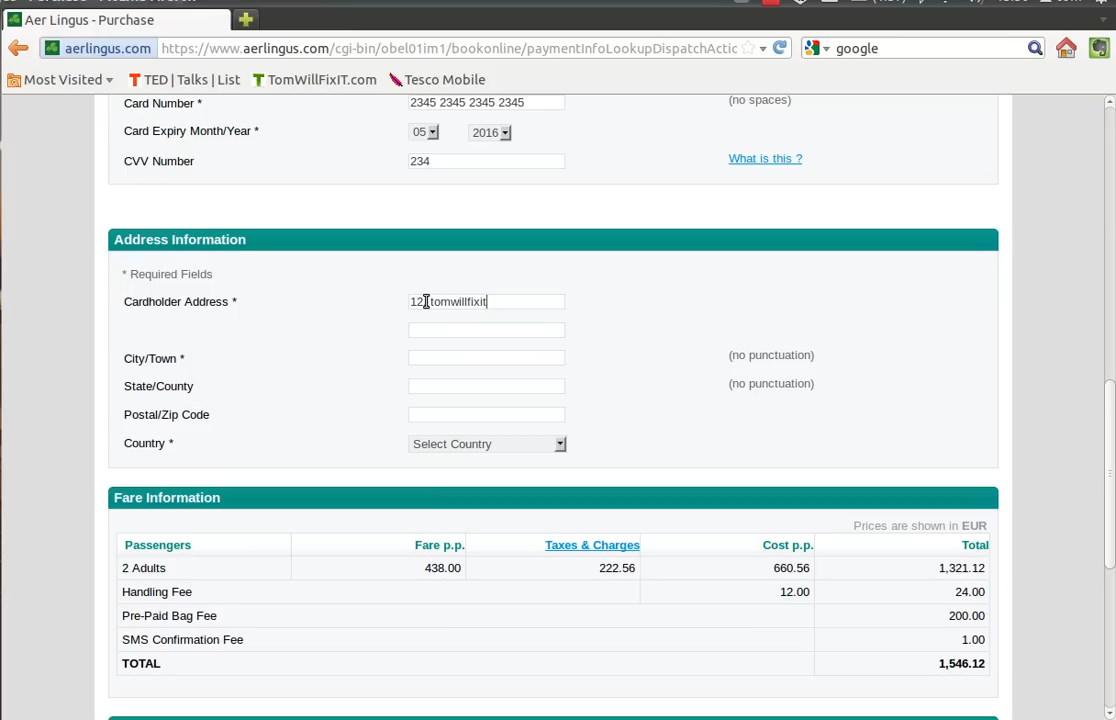 Aer Lingus - Purchase
aerlingus.com https://www.aerlingus.com/cgi-bin/obel01im1/bookonline/paymentInfoLookupDispatchActic google
Most Visited TED | Talks | List TomWillFixIT.com Tesco Mobile
Card Number * 2345 2345 2345 2345 (no spaces)
Card Expiry Month/Year * 05 2016
CVV Number 234 What is this ?
Address Information
* Required Fields
Cardholder Address * tomwillfixit
City/Town * (no punctuation)
State/County (no punctuation)
Postal/Zip Code
Country * Select Country
Fare Information
Prices are shown in EUR
Passengers Fare p.p. Taxes & Charges Cost p.p. Total
2 Adults 438.00 222.56 660.56 1,321.12
Handling Fee 12.00 24.00
Pre-Paid Bag Fee 200.00
SMS Confirmation Fee 1.00
TOTAL 1,546.12